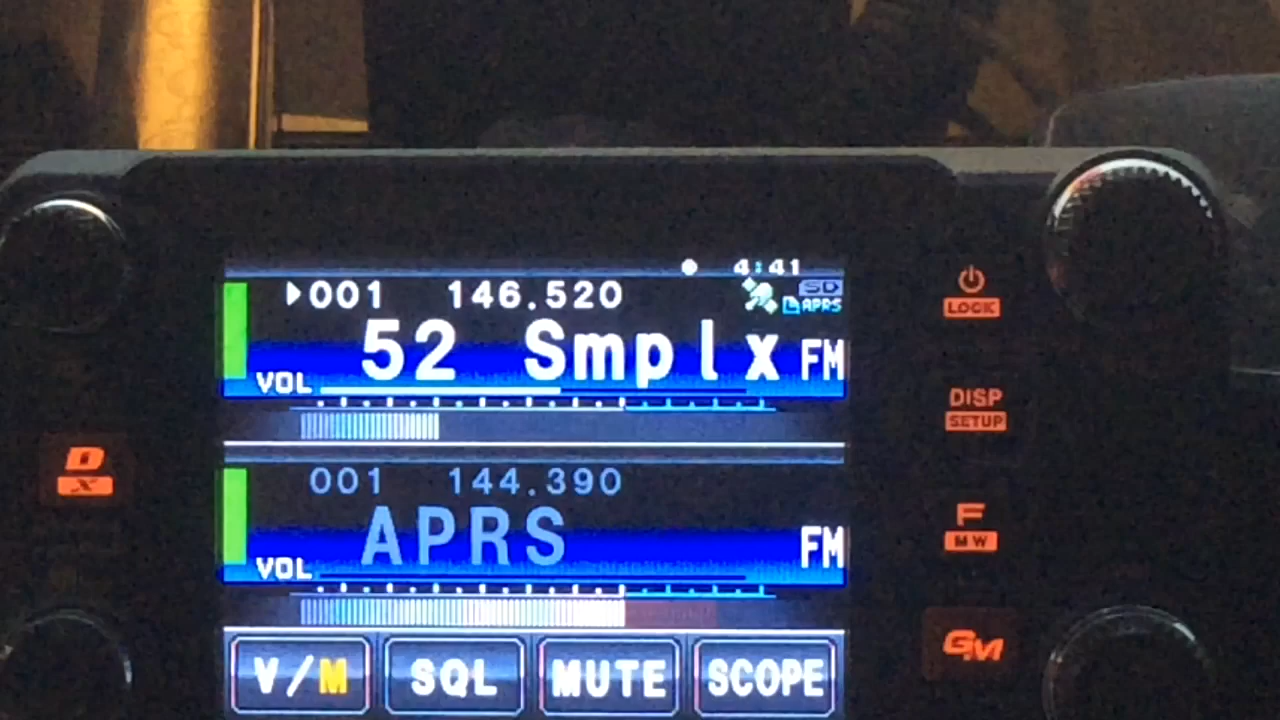 4:41
001 146.520
SD
APRS
52 Smplx FM
VOL
001 144.390
APRS FM
VOL
V/M SQL MUTE SCOPE
D
X
LOCK
DISP
SETUP
F
MW
GM